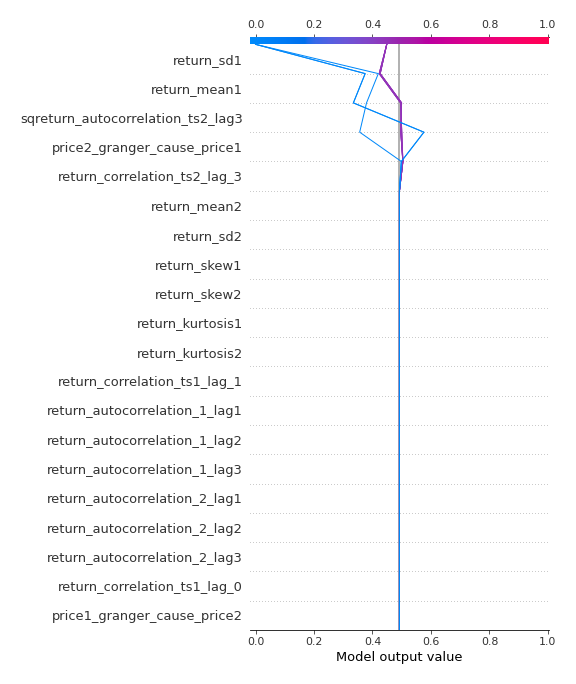 0.0 0.2 0.4 0.6 0.8 1.0
return_sd1
return_mean1
sqreturn_autocorrelation_ts2_lag3
price2_granger_cause_price1
return_correlation_ts2_lag_3
return_mean2
return_sd2
return_skew1
return_skew2
return_kurtosis1
return_kurtosis2
return_correlation_ts1_lag_1
return_autocorrelation_1_lag1
return_autocorrelation_1_lag2
return_autocorrelation_1_lag3
return_autocorrelation_2_lag1
return_autocorrelation_2_lag2
return_autocorrelation_2_lag3
return_correlation_ts1_lag_0
price1_granger_cause_price2
0.0 0.2 0.4 0.6 0.8 1.0
Model output value